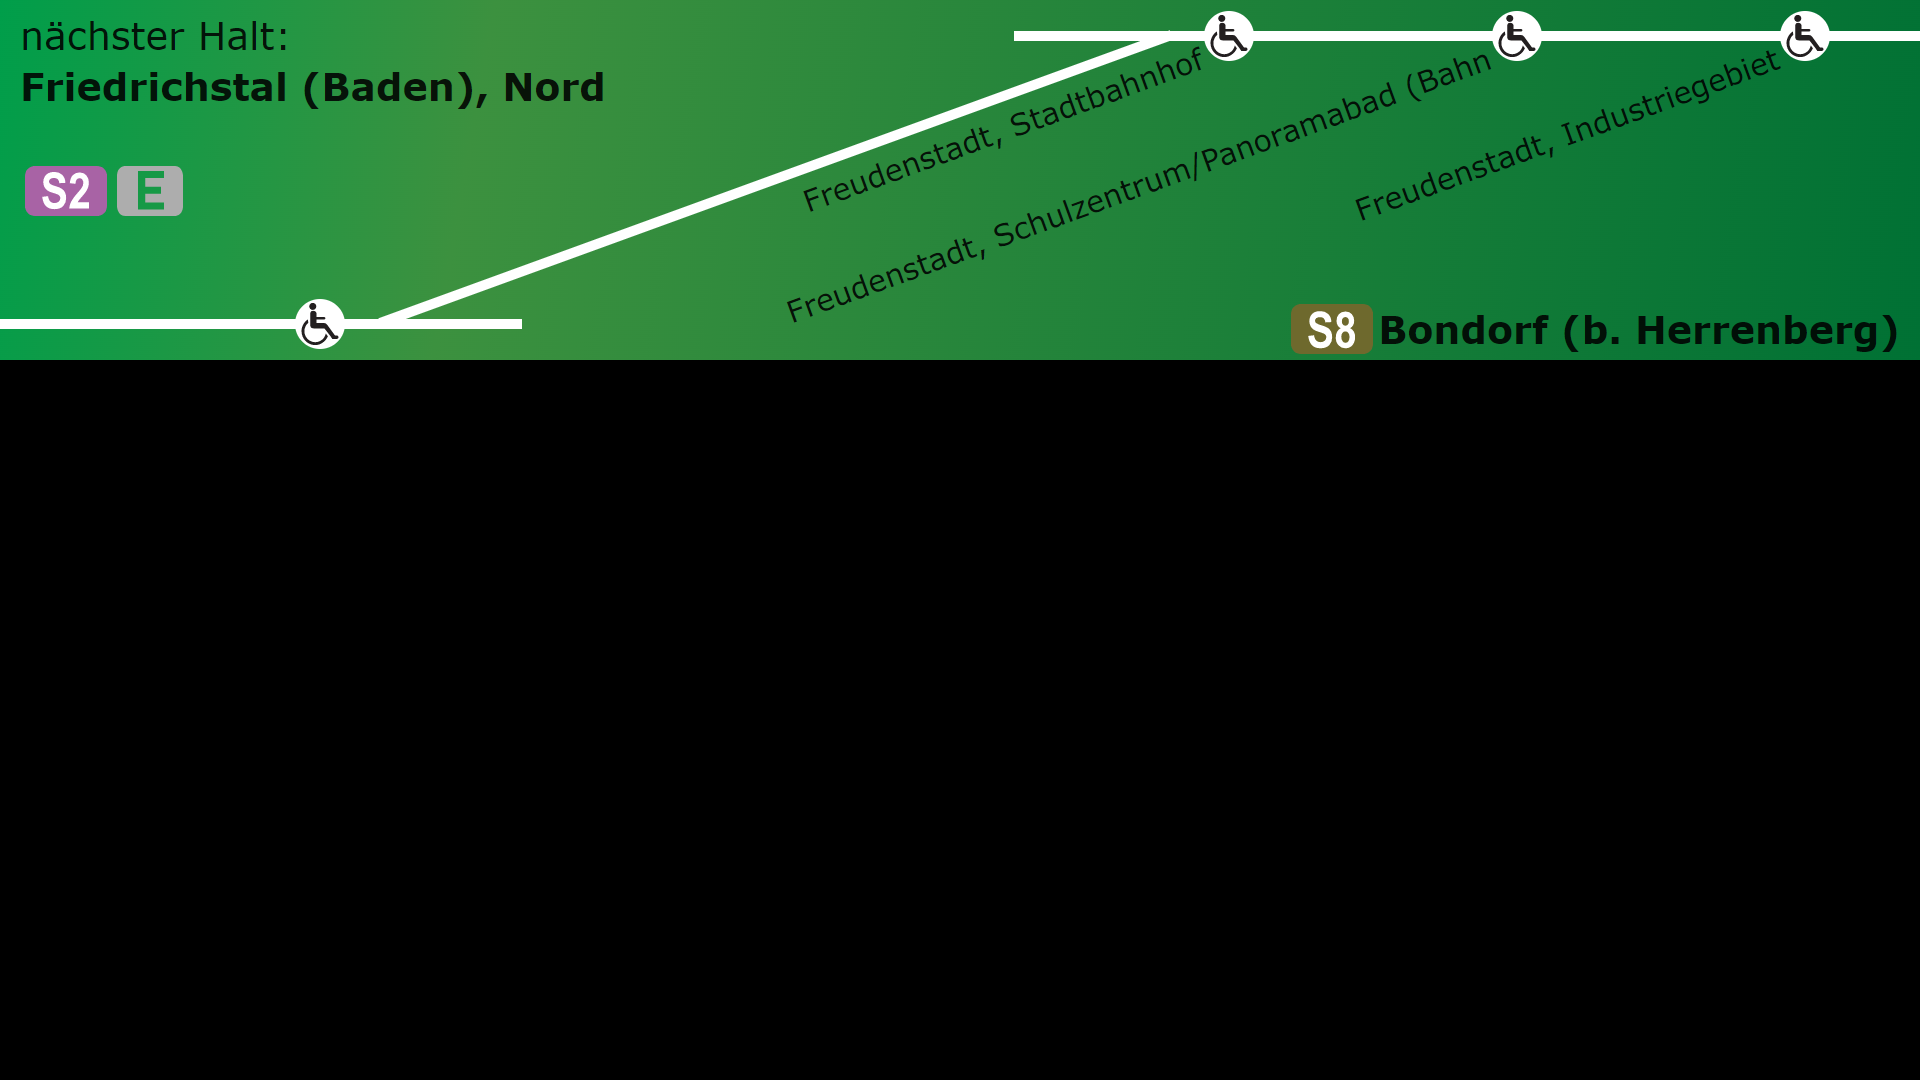 nächster Halt:
Friedrichstal (Baden), Nord
S2 E
Freudenstadt, Stadtbahnhof
Freudenstadt, Schulzentrum/Panoramabad (Bahn
Freudenstadt, Industriegebiet
S8 Bondorf (b. Herrenberg)